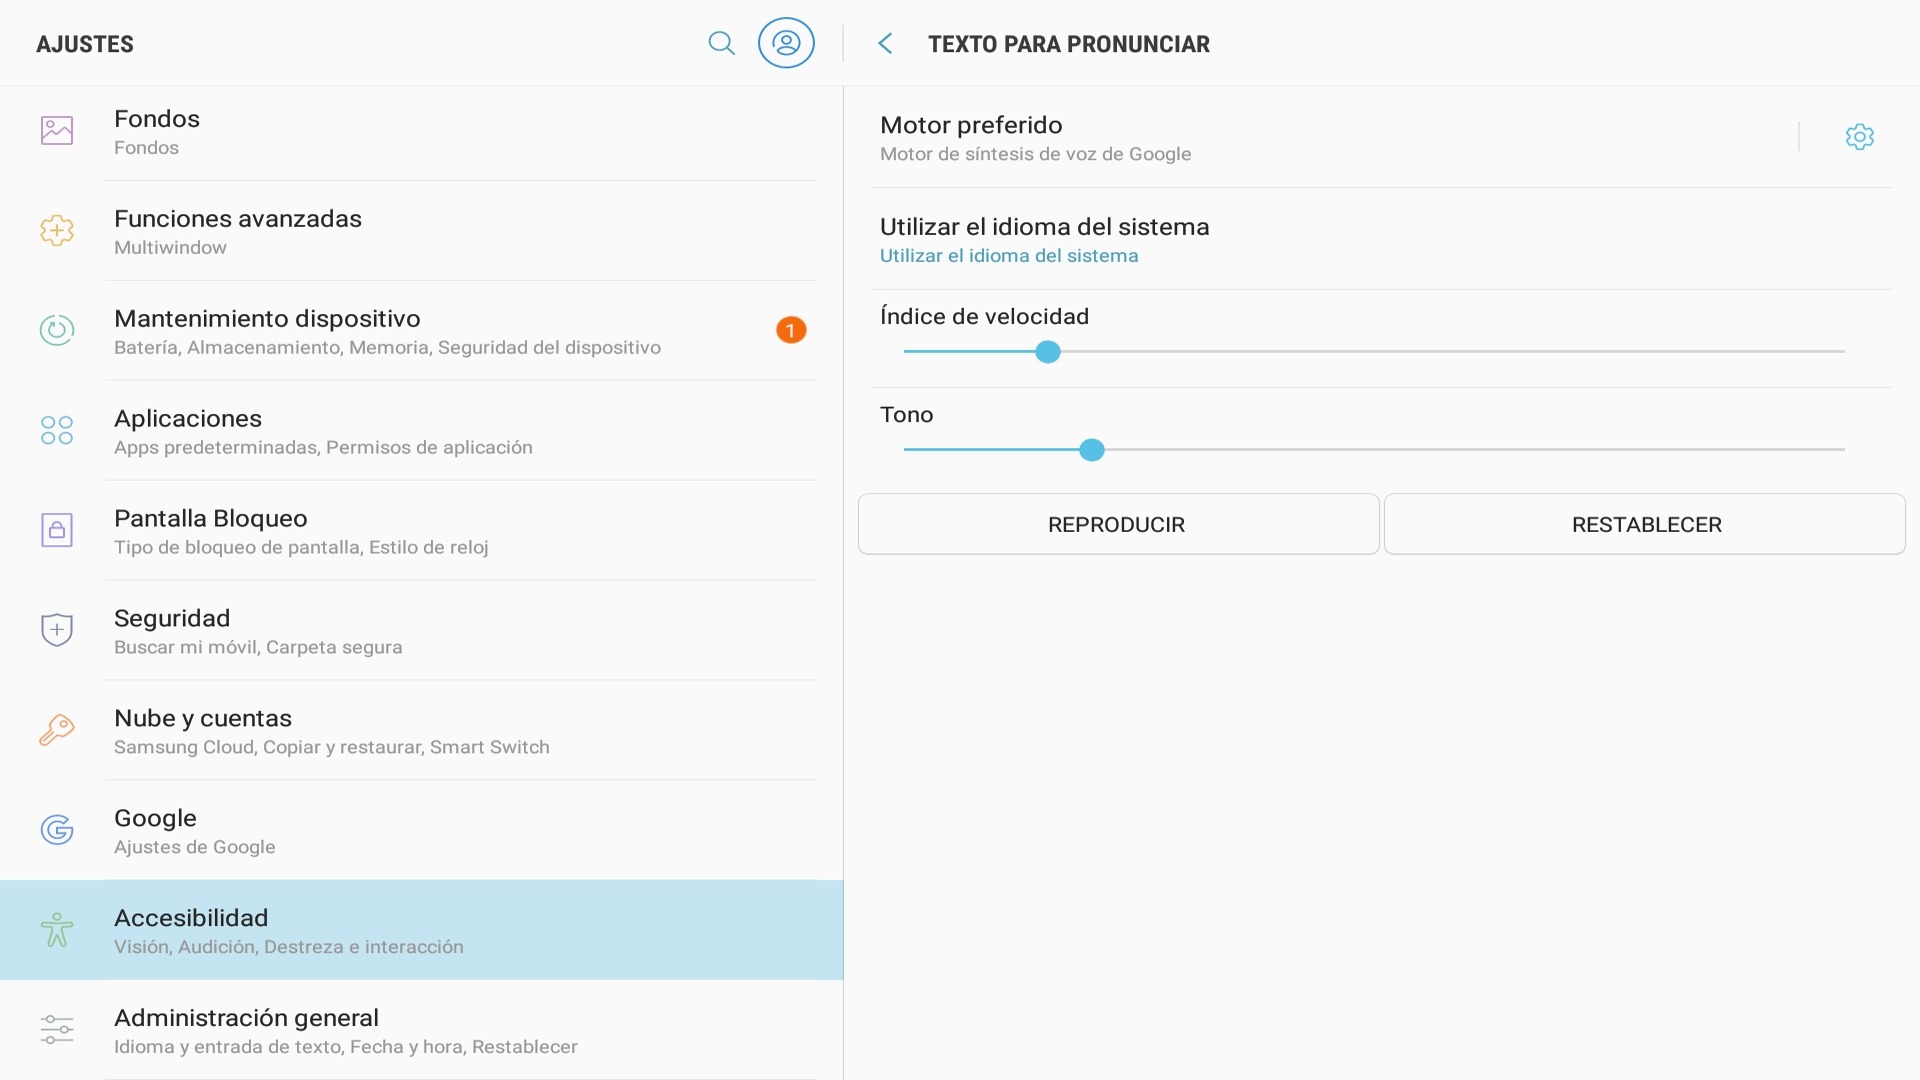 AJUSTES
Fondos
Fondos
Funciones avanzadas
Multiwindow
Mantenimiento dispositivo
Batería, Almacenamiento, Memoria, Seguridad del dispositivo
1
Aplicaciones
Apps predeterminadas, Permisos de aplicación
Pantalla Bloqueo
Tipo de bloqueo de pantalla, Estilo de reloj
Seguridad
Buscar mi móvil, Carpeta segura
Nube y cuentas
Samsung Cloud, Copiar y restaurar, Smart Switch
Google
Ajustes de Google
Accesibilidad
Visión, Audición, Destreza e interacción
Administración general
Idioma y entrada de texto, Fecha y hora, Restablecer
TEXTO PARA PRONUNCIAR
Motor preferido
Motor de síntesis de voz de Google
Utilizar el idioma del sistema
Utilizar el idioma del sistema
Índice de velocidad
Tono
REPRODUCIR
RESTABLECER